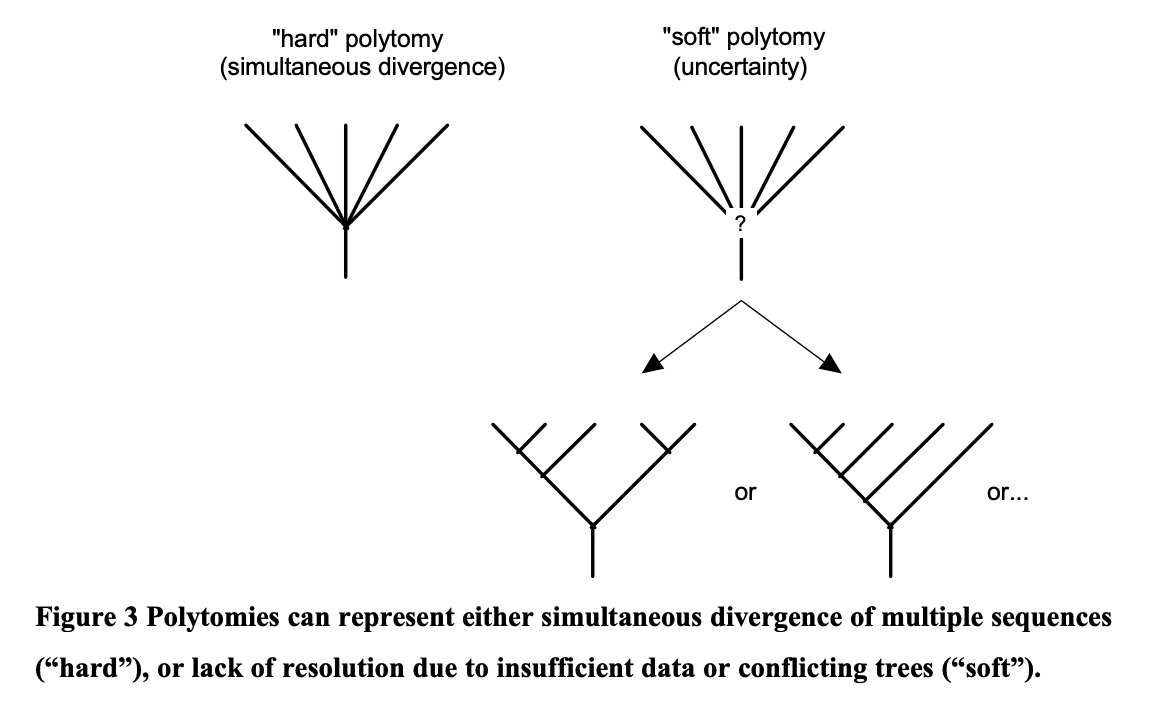 "hard" polytomy
(simultaneous divergence)
"soft" polytomy
(uncertainty)
?
or
or...
Figure 3 Polytomies can represent either simultaneous divergence of multiple sequences
(“hard”), or lack of resolution due to insufficient data or conflicting trees (“soft”).